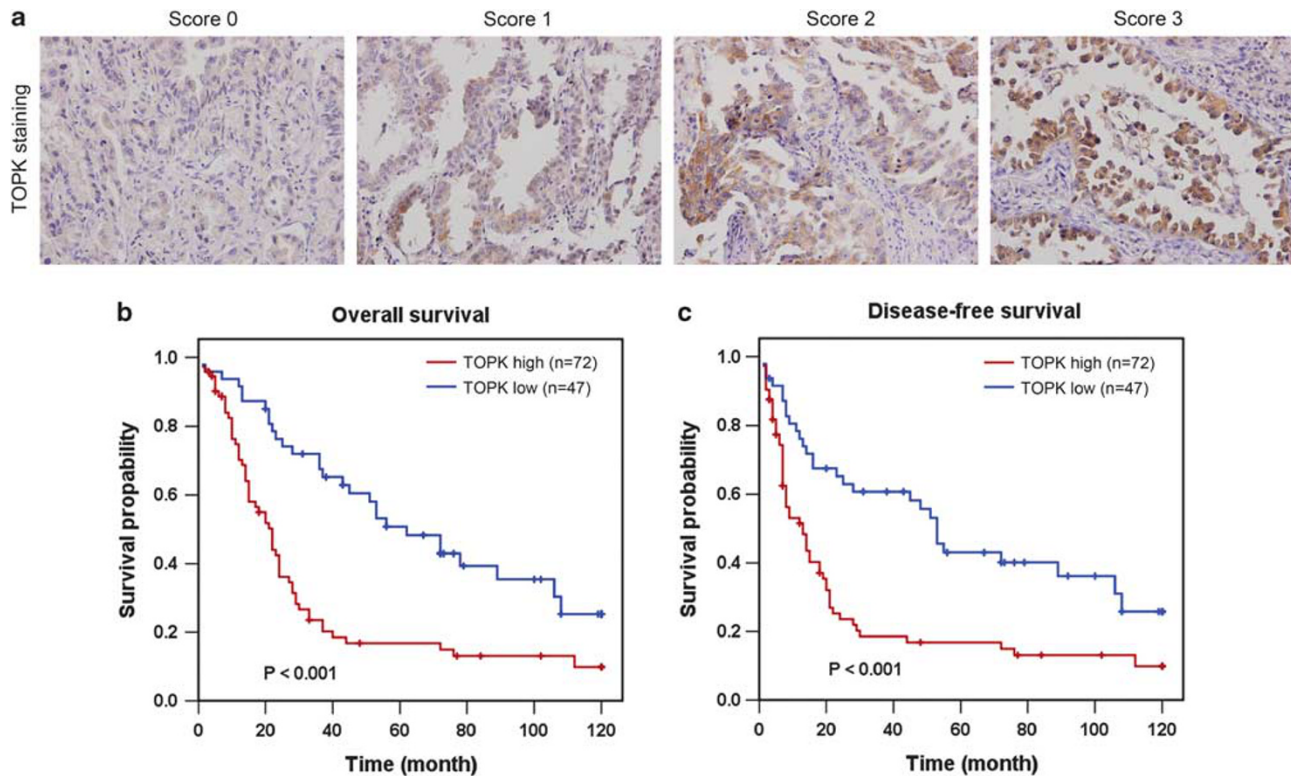 a
Score 0
Score 1
Score 2
Score 3
TOPK staining
b
Overall survival
TOPK high (n=72)
TOPK low (n=47)
Survival propability
1.0
0.8
0.6
0.4
0.2
0.0
P < 0.001
0 20 40 60 80 100 120
Time (month)
c
Disease-free survival
TOPK high (n=72)
TOPK low (n=47)
Survival probability
1.0
0.8
0.6
0.4
0.2
0.0
P < 0.001
0 20 40 60 80 100 120
Time (month)